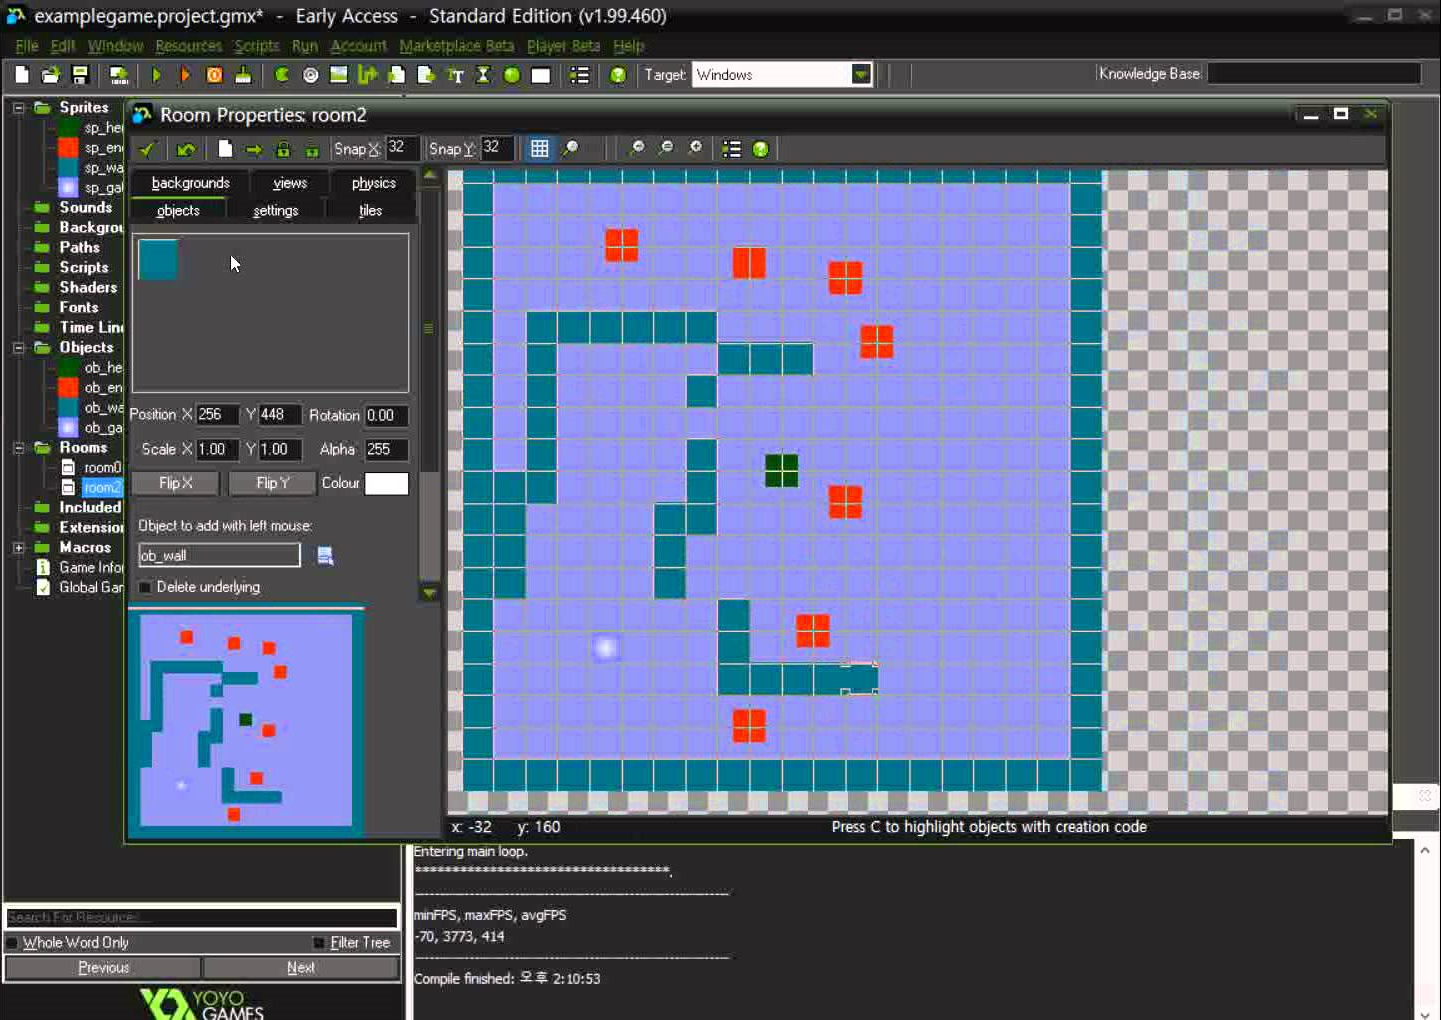 examplegame.project.gmx* - Early Access - Standard Edition (v1.99.460)
File Edit Window Resources Scripts Run Account Marketplace Beta Player Beta Help
Target: Windows
Knowledge Base
Sprites
sp_he
sp_en
sp_wa
sp_ga
Sounds
Backgrou
Paths
Scripts
Shaders
Fonts
Time Line
Objects
ob_he
ob_en
ob_wa
ob_ga
Rooms
room0
room2
Included
Extension
Macros
Game Infor
Global Gam
Room Properties: room2
Snap X: 32 Snap Y: 32
backgrounds views physics
objects settings tiles
Position X 256 Y 448 Rotation 0.00
Scale X 1.00 Y 1.00 Alpha 255
Flip X Flip Y Colour
Object to add with left mouse:
ob_wall
Delete underlying
x: -32 y: 160 Press C to highlight objects with creation code
Entering main loop.
**********************************.
minFPS, maxFPS, avgFPS
-70, 3773, 414
Compile finished: 오후 2:10:53
Search For Resources...
Whole Word Only Filter Tree
Previous Next
YOYO
GAMES